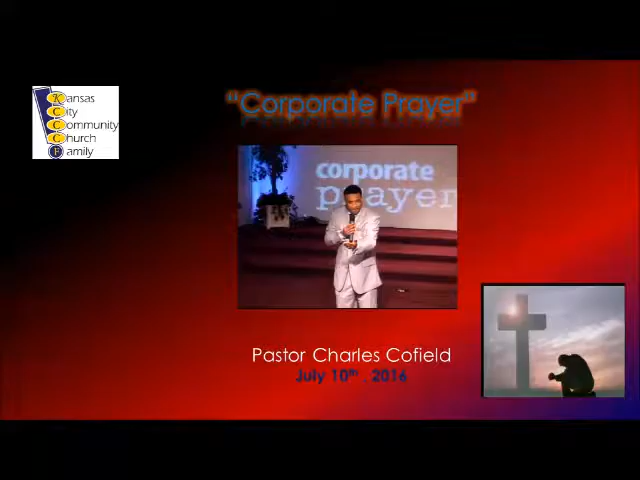 Kansas
City
Community
Church
Family
"Corporate Prayer"
corporate
prayer
Pastor Charles Cofield
July 10th , 2016